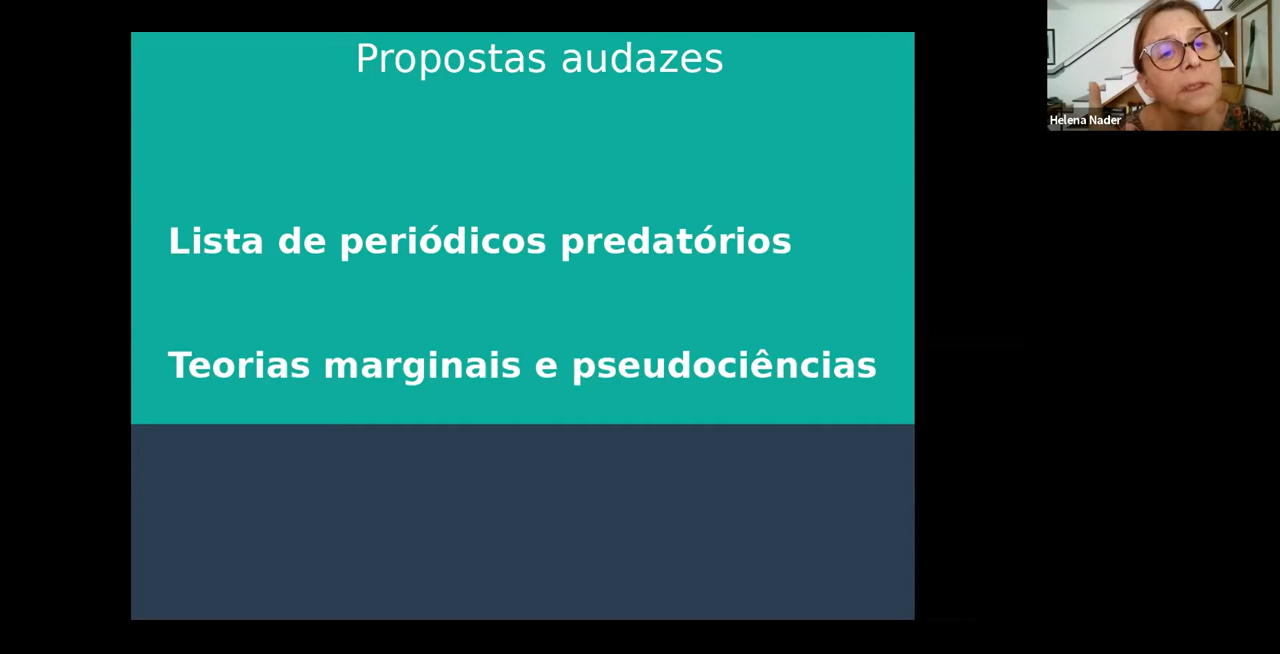 Propostas audazes
Lista de periódicos predatórios
Teorias marginais e pseudociências
Helena Nader